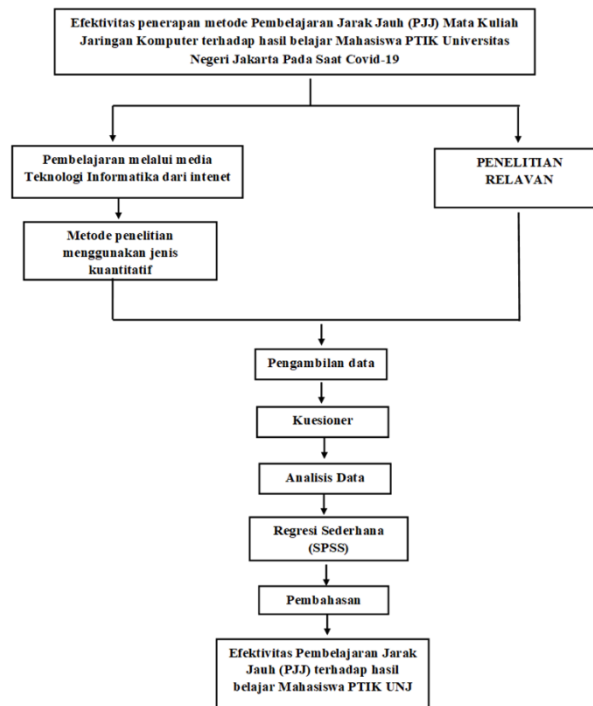 Efektivitas penerapan metode Pembelajaran Jarak Jauh (PJJ) Mata Kuliah
Jaringan Komputer terhadap hasil belajar Mahasiswa PTIK Universitas
Negeri Jakarta Pada Saat Covid-19
Pembelajaran melalui media
Teknologi Informatika dari intenet
PENELITIAN
RELAVAN
Metode penelitian
menggunakan jenis
kuantitatif
Pengambilan data
Kuesioner
Analisis Data
Regresi Sederhana
(SPSS)
Pembahasan
Efektivitas Pembelajaran Jarak
Jauh (PJJ) terhadap hasil
belajar Mahasiswa PTIK UNJ